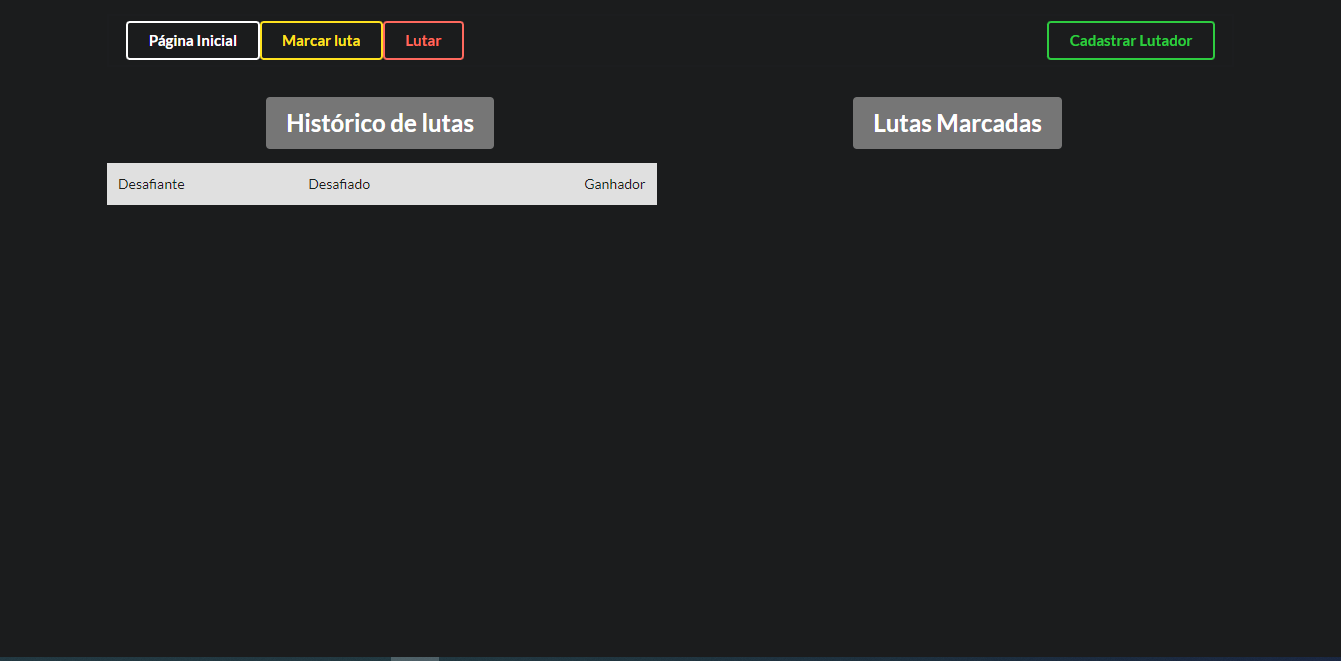 Página Inicial Marcar luta Lutar Cadastrar Lutador
Histórico de lutas Lutas Marcadas
Desafiante Desafiado Ganhador